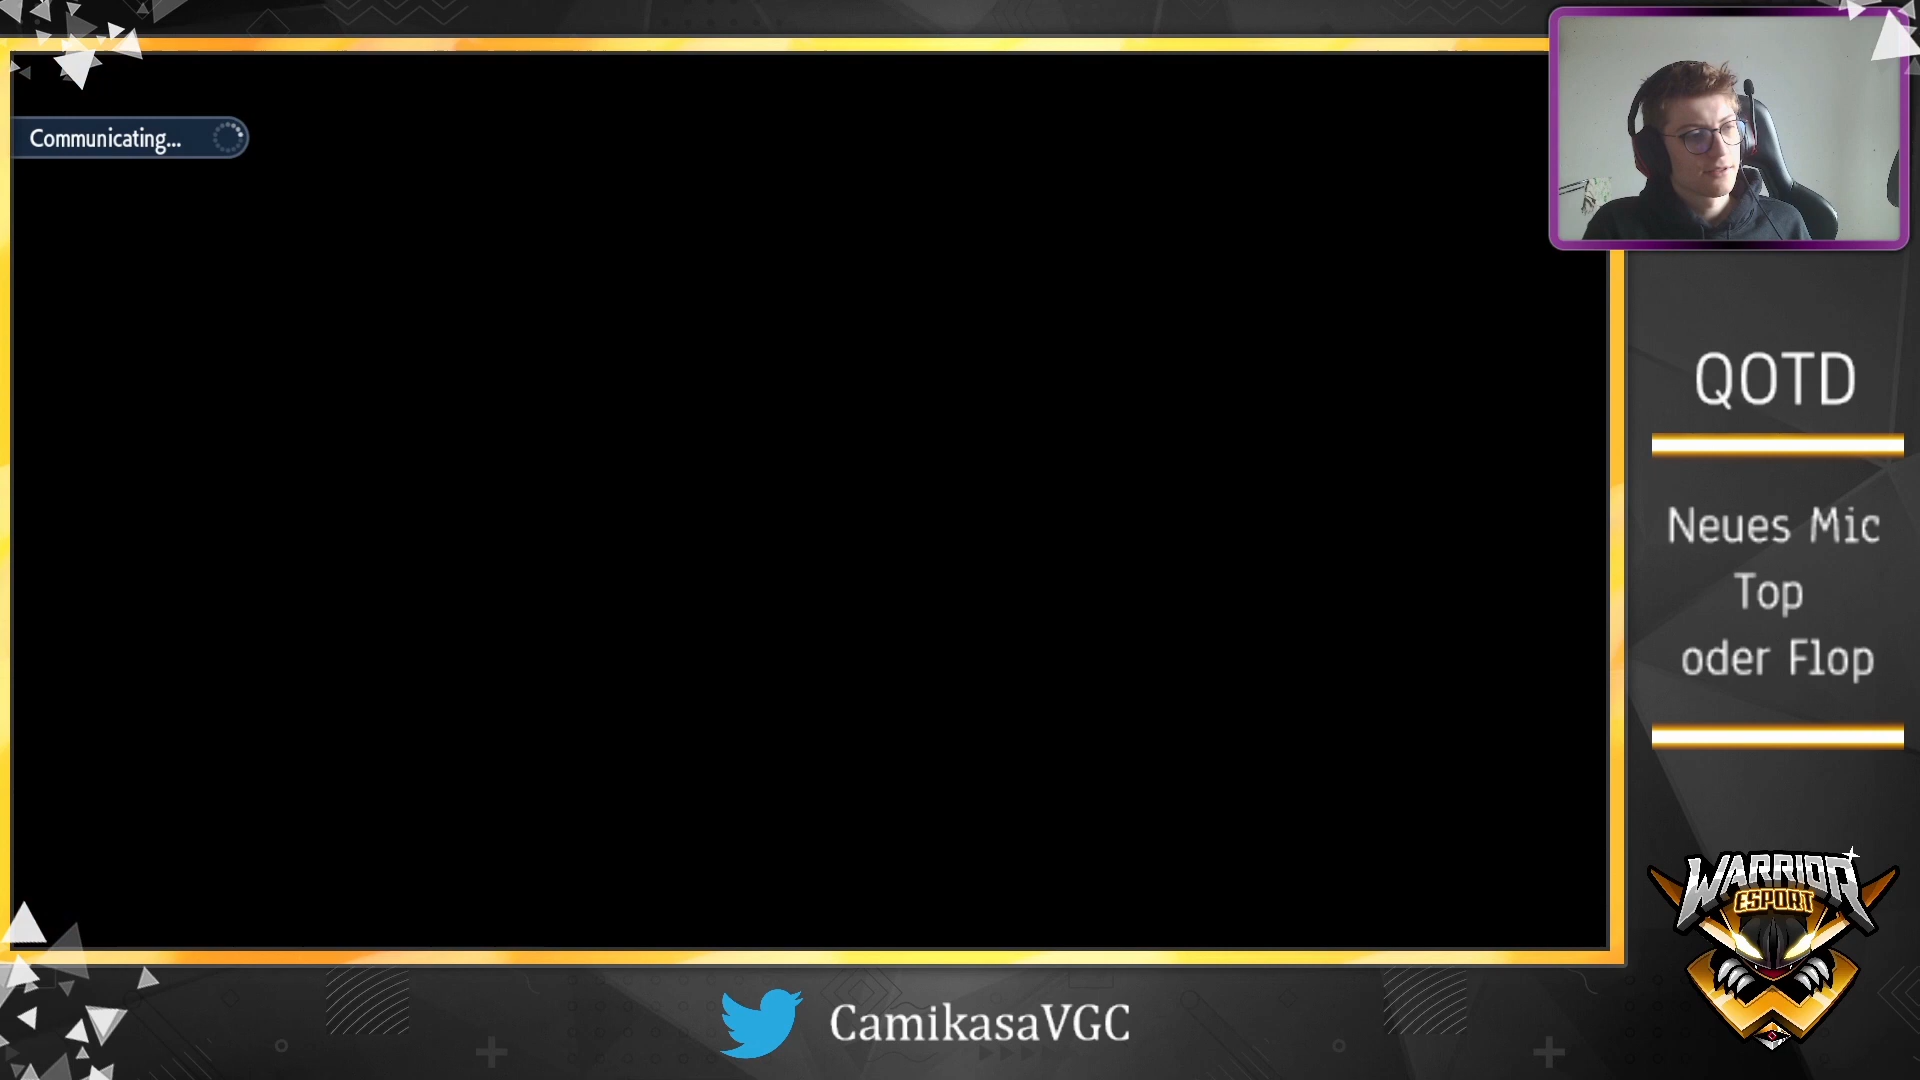 Communicating...
QOTD
Neues Mic
Top
oder Flop
WARRIOR
ESPORT
CamikasaVGC